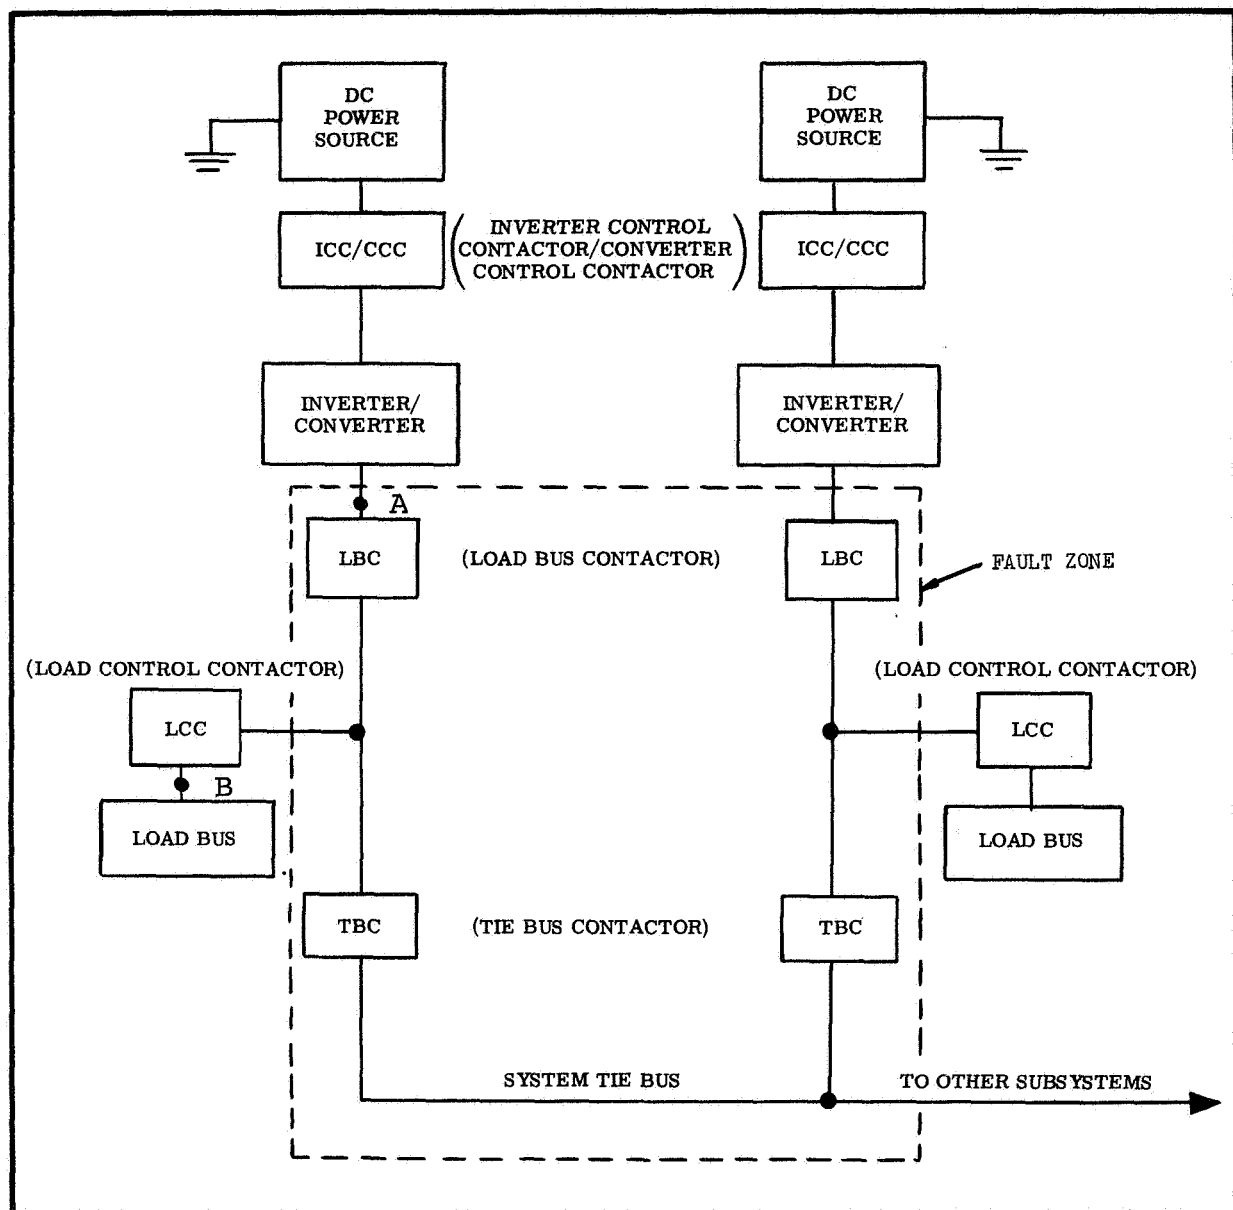 DC
POWER
SOURCE
DC
POWER
SOURCE
ICC/CCC
(INVERTER CONTROL
CONTACTOR/CONVERTER
CONTROL CONTACTOR)
ICC/CCC
INVERTER/
CONVERTER
INVERTER/
CONVERTER
A
LBC
(LOAD BUS CONTACTOR)
LBC
FAULT ZONE
(LOAD CONTROL CONTACTOR)
(LOAD CONTROL CONTACTOR)
LCC
LCC
B
LOAD BUS
LOAD BUS
TBC
(TIE BUS CONTACTOR)
TBC
SYSTEM TIE BUS
TO OTHER SUBSYSTEMS